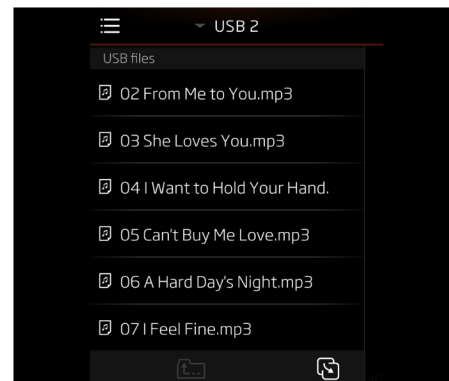 USB 2
USB files
02 From Me to You.mp3
03 She Loves You.mp3
04 I Want to Hold Your Hand.
05 Can't Buy Me Love.mp3
06 A Hard Day's Night.mp3
07 I Feel Fine.mp3